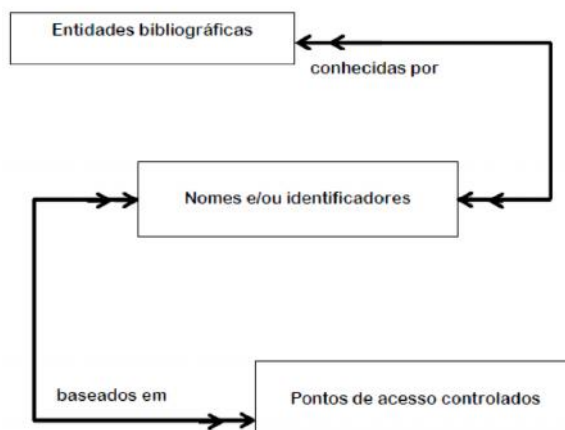 Entidades bibliográficas
conhecidas por
Nomes e/ou identificadores
baseados em
Pontos de acesso controlados